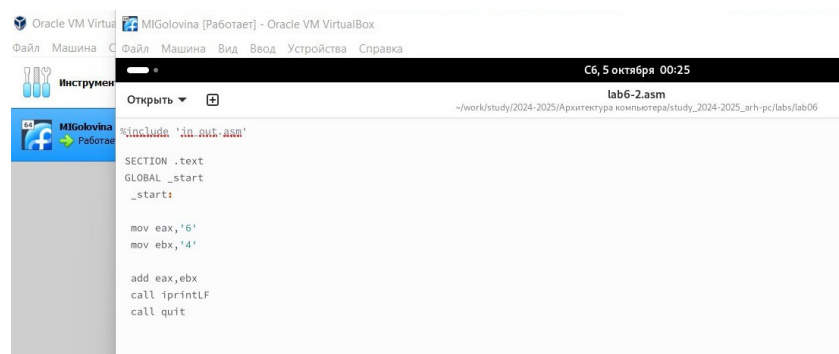 Oracle VM Virtua
Файл Машина С
Инструмен
64
MIGolovina
Работае
MIGolovina [Работает] - Oracle VM VirtualBox
Файл Машина Вид Ввод Устройства Справка
Сб, 5 октября 00:25
Открыть
lab6-2.asm
~/work/study/2024-2025/Архитектура компьютера/study_2024-2025_arh-pc/labs/lab06
%include 'in_out.asm'
SECTION .text
GLOBAL _start
_start:
mov eax,'6'
mov ebx,'4'
add eax,ebx
call iprintLF
call quit